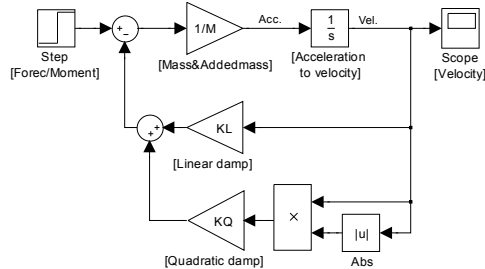 Step
[Forec/Moment]
+
−
1/M
[Mass&Addedmass]
Acc.
1
s
[Acceleration
to velocity]
Vel.
Scope
[Velocity]
+
+
KL
[Linear damp]
KQ
[Quadratic damp]
×
|u|
Abs